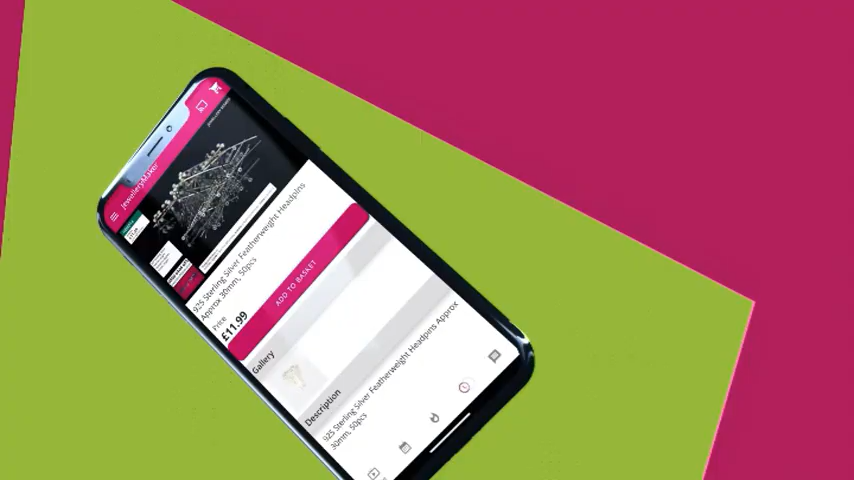 JewelleryMaker
925 Sterling Silver Featherweight Headpins
Approx 30mm, 50pcs
Price
£11.99
ADD TO BASKET
Gallery
Description
925 Sterling Silver Featherweight Headpins Approx
30mm, 50pcs